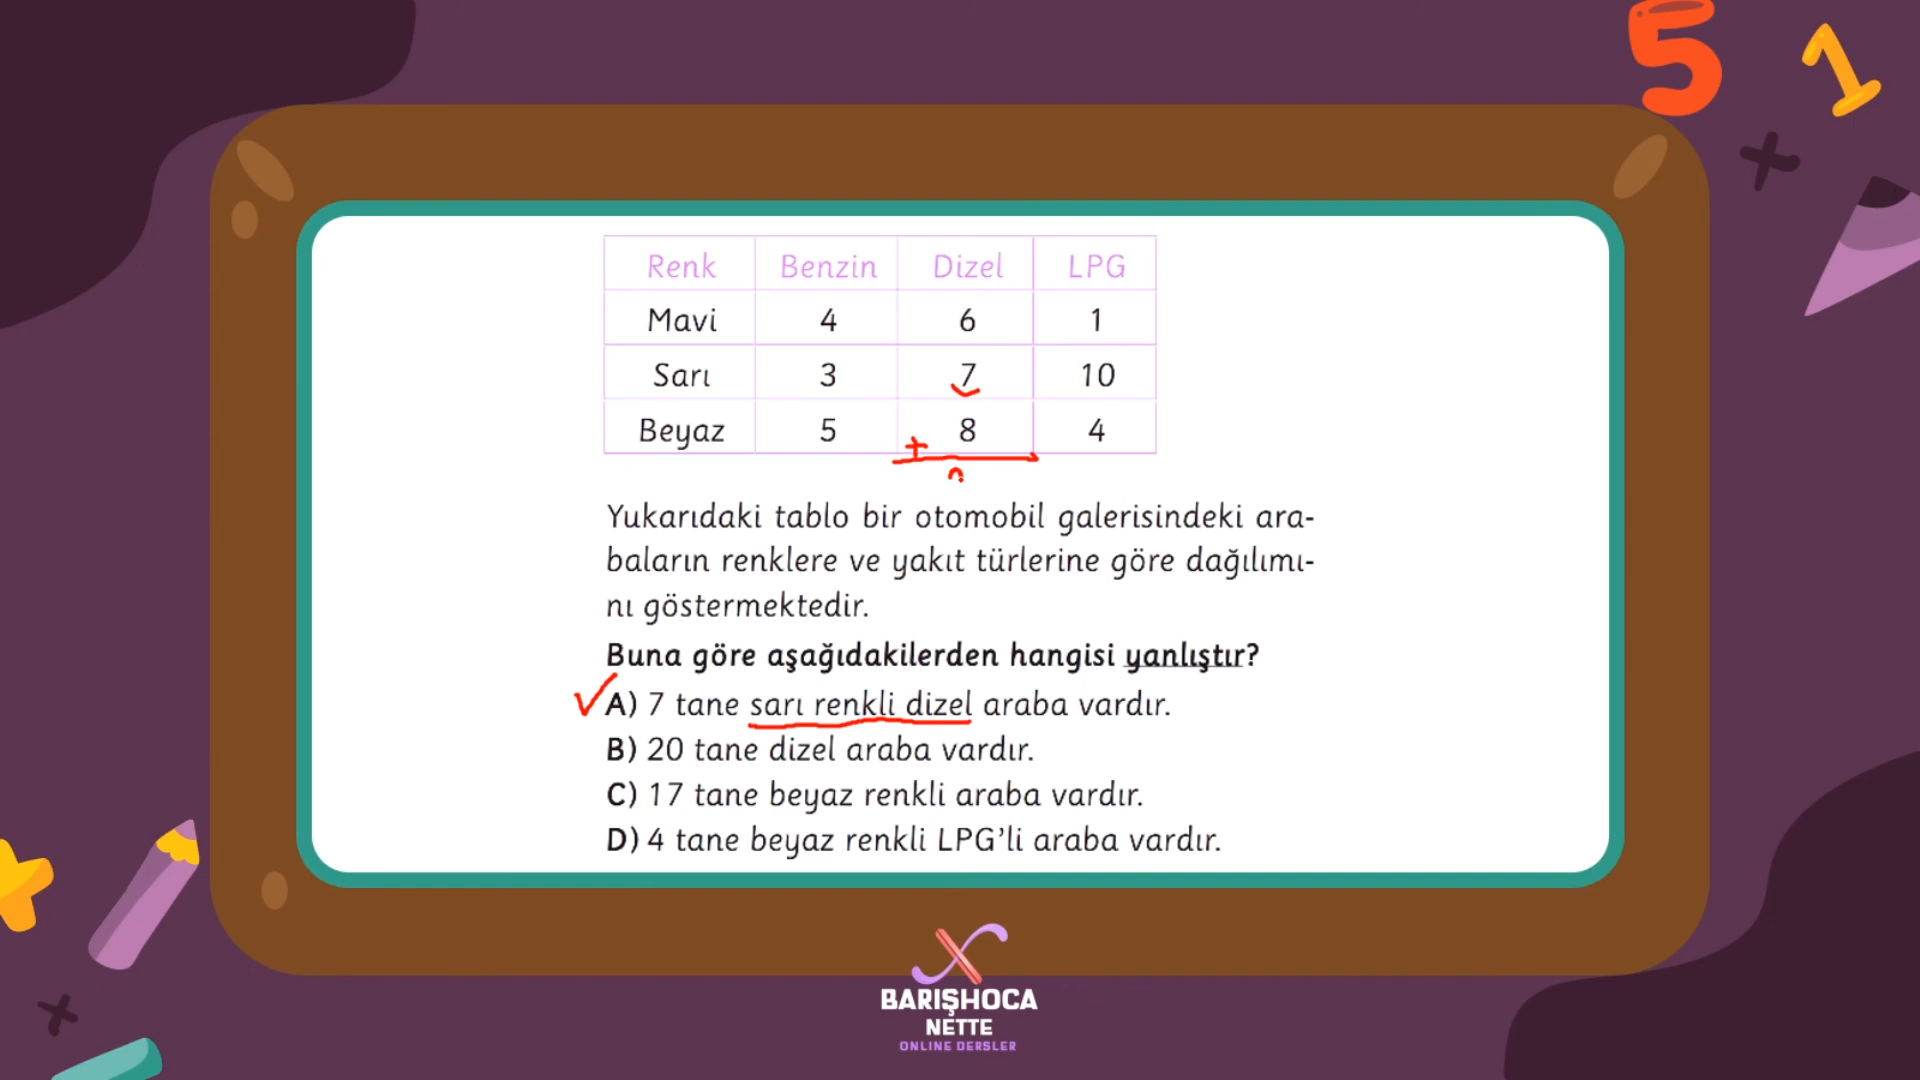 5 1
Renk Benzin Dizel LPG
Mavi 4 6 1
Sarı 3 7 10
Beyaz 5 8 4
+
Yukarıdaki tablo bir otomobil galerisindeki ara-
baların renklere ve yakıt türlerine göre dağılımı-
nı göstermektedir.
Buna göre aşağıdakilerden hangisi yanlıştır?
A) 7 tane sarı renkli dizel araba vardır.
B) 20 tane dizel araba vardır.
C) 17 tane beyaz renkli araba vardır.
D) 4 tane beyaz renkli LPG'li araba vardır.
BARIŞHOCA
NETTE
ONLINE DERSLER